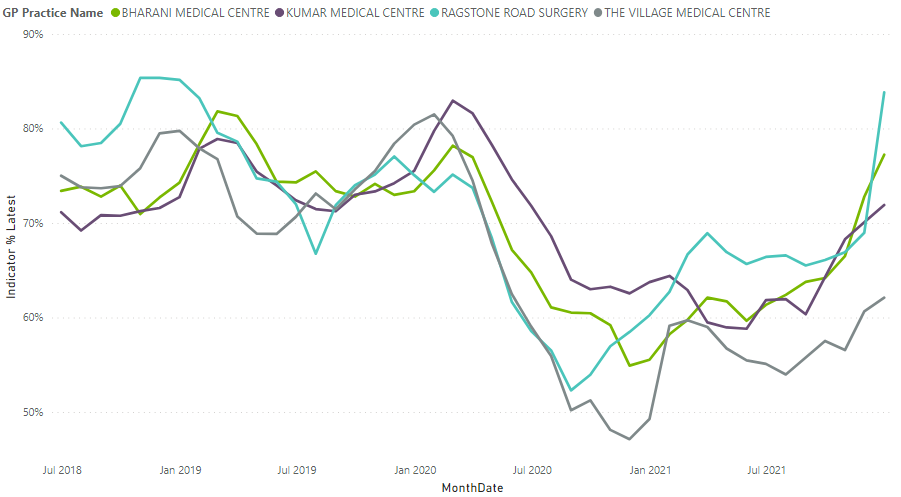 GP Practice Name BHARANI MEDICAL CENTRE KUMAR MEDICAL CENTRE RAGSTONE ROAD SURGERY THE VILLAGE MEDICAL CENTRE
90%
80%
70%
60%
50%
Indicator % Latest
Jul 2018 Jan 2019 Jul 2019 Jan 2020 Jul 2020 Jan 2021 Jul 2021
MonthDate